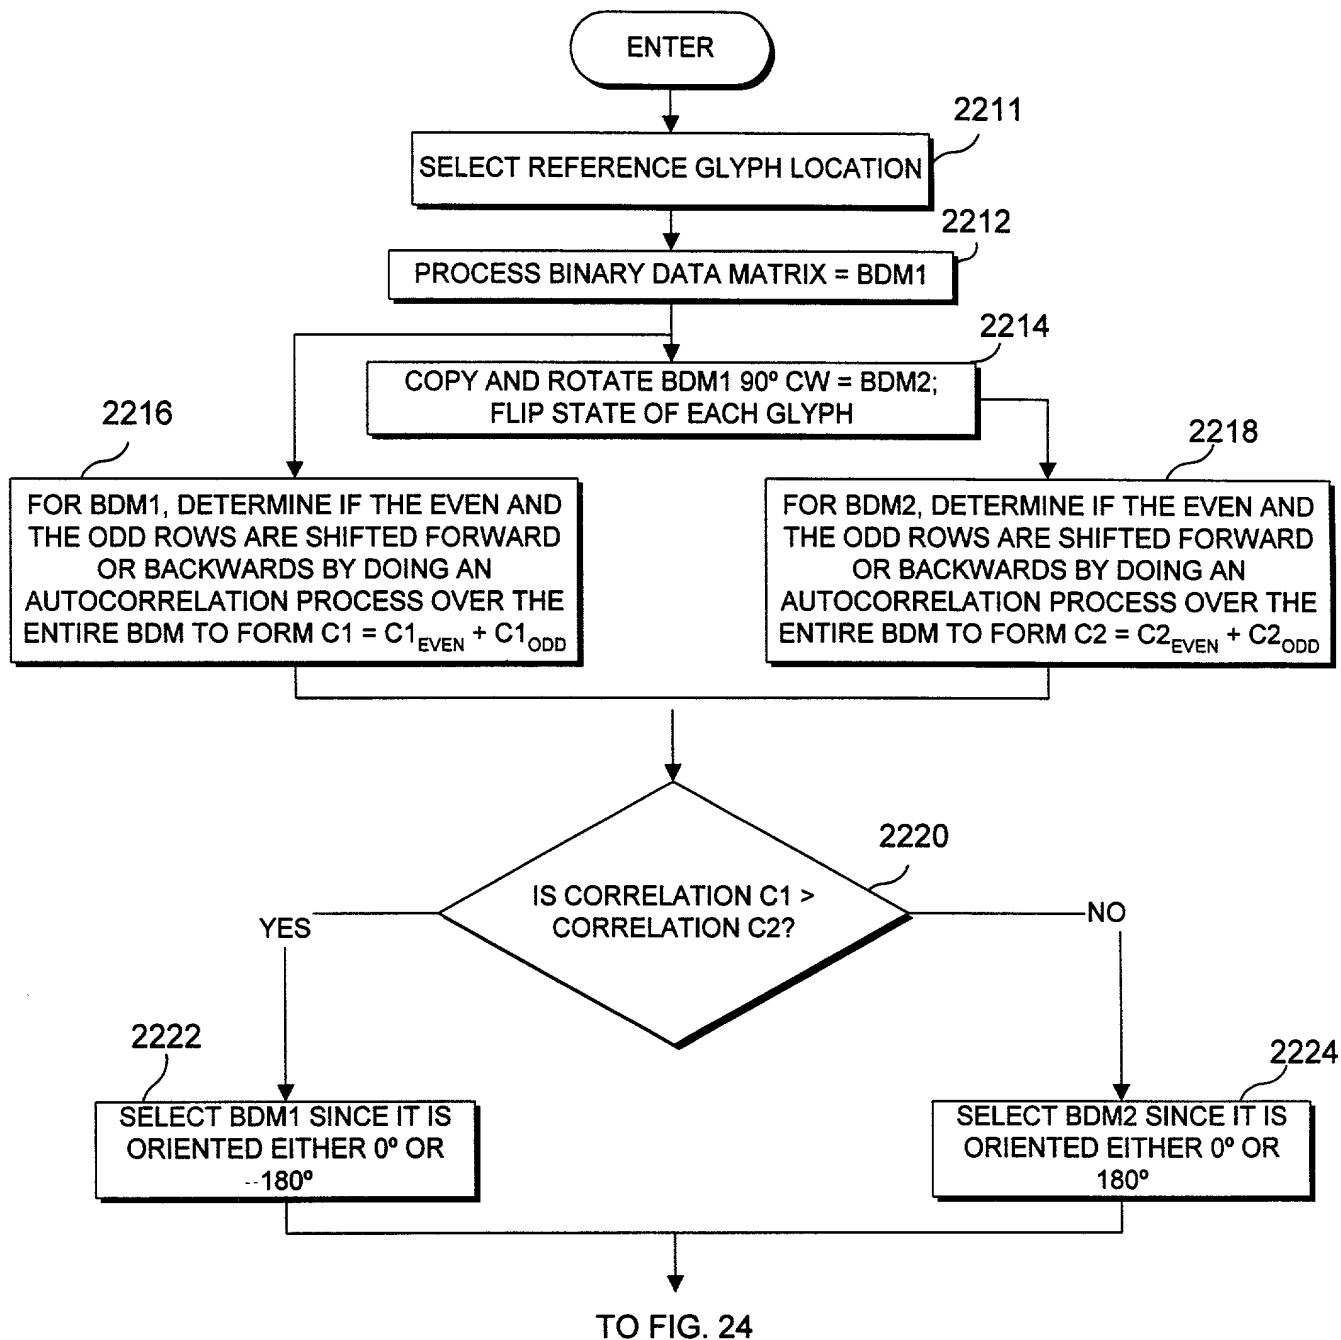 ENTER
2211
SELECT REFERENCE GLYPH LOCATION
2212
PROCESS BINARY DATA MATRIX = BDM1
2214
COPY AND ROTATE BDM1 90º CW = BDM2;
FLIP STATE OF EACH GLYPH
2216
FOR BDM1, DETERMINE IF THE EVEN AND
THE ODD ROWS ARE SHIFTED FORWARD
OR BACKWARDS BY DOING AN
AUTOCORRELATION PROCESS OVER THE
ENTIRE BDM TO FORM C1 = C1EVEN + C1ODD
2218
FOR BDM2, DETERMINE IF THE EVEN AND
THE ODD ROWS ARE SHIFTED FORWARD
OR BACKWARDS BY DOING AN
AUTOCORRELATION PROCESS OVER THE
ENTIRE BDM TO FORM C2 = C2EVEN + C2ODD
2220
IS CORRELATION C1 >
CORRELATION C2?
YES
NO
2222
SELECT BDM1 SINCE IT IS
ORIENTED EITHER 0º OR
--180º
2224
SELECT BDM2 SINCE IT IS
ORIENTED EITHER 0º OR
180º
TO FIG. 24